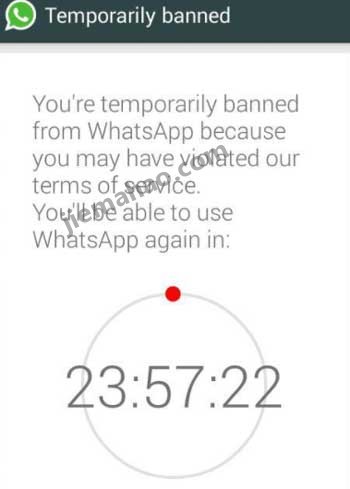 Temporarily banned
You're temporarily banned
from WhatsApp because
you may have violated our
terms of service.
You'll be able to use
WhatsApp again in:
jiemahao.com
23:57:22